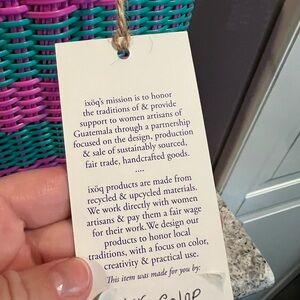 ixöq's mission is to honor
the traditions of & provide
support to women artisans of
Guatemala through a partnership
focused on the design, production
& sale of sustainably sourced,
fair trade, handcrafted goods.
....
ixöq products are made from
recycled & upcycled materials.
We work directly with women
artisans & pay them a fair wage
for their work. We design our
products to honor local
traditions, with a focus on color,
creativity & practical use.
This item was made for you by: